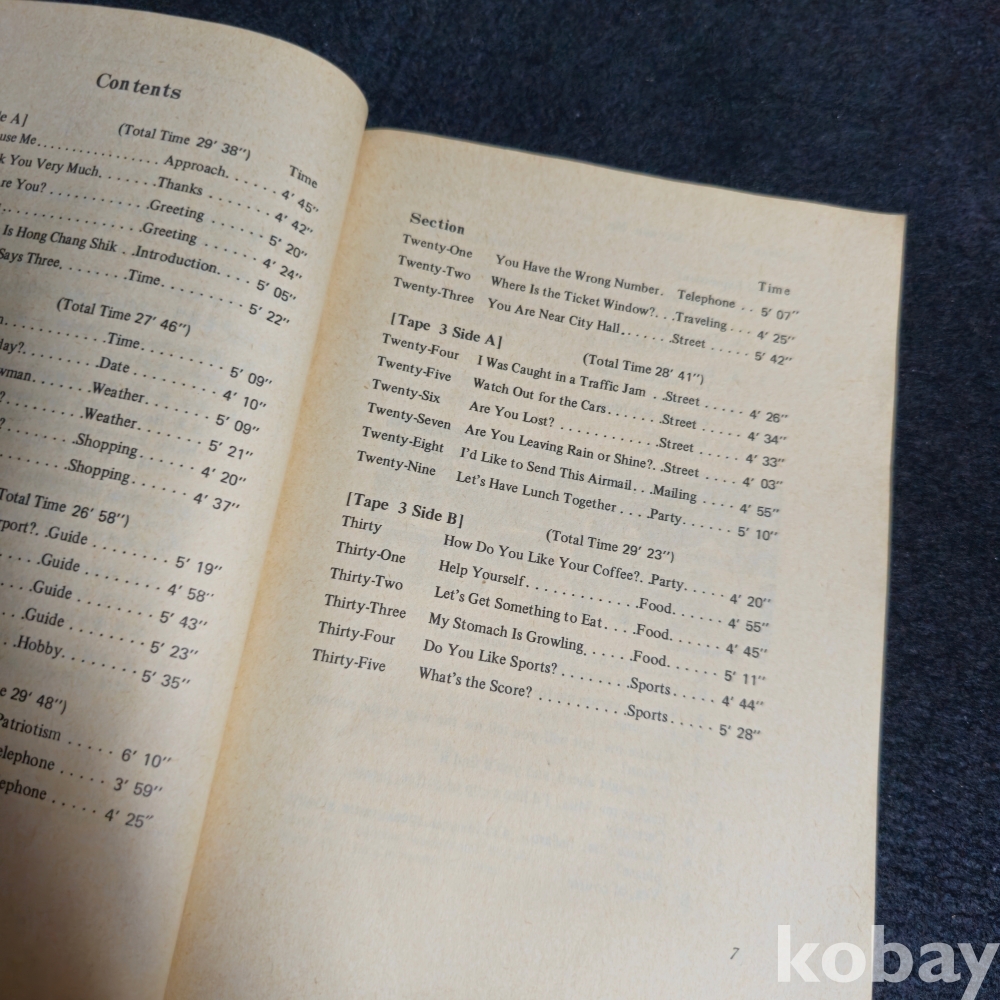 Contents
e A] (Total Time 29′ 38″)
Time
use Me................. Approach...... 4′ 45″
k You Very Much.......Thanks ....... 4′ 42″
re You? ............Greeting ...... 5′ 20″
.................Greeting ...... 4′ 24″
Is Hong Chang Shik ..Introduction.... 5′ 05″
Says Three. .......Time......... 5′ 22″
(Total Time 27′ 46″)
.Time......... 5′ 09″
day?. .........Date ......... 4′ 10″
wman. .......Weather....... 5′ 09″
? .........Weather....... 5′ 21″
? .........Shopping ...... 4′ 20″
.Shopping ...... 4′ 37″
Total Time 26′ 58″)
rport?. .Guide ........ 5′ 19″
.Guide ........ 4′ 58″
.Guide ........ 5′ 43″
.Guide ........ 5′ 23″
.Hobby........ 5′ 35″
e 29′ 48″)
Patriotism ..... 6′ 10″
elephone ..... 3′ 59″
ephone ..... 4′ 25″
Section Time
Twenty-One You Have the Wrong Number. Telephone .. 5′ 07″
Twenty-Two Where Is the Ticket Window?. ..Traveling ... 4′ 25″
Twenty-Three You Are Near City Hall. .......Street ..... 5′ 42″
[Tape 3 Side A] (Total Time 28′ 41″)
Twenty-Four I Was Caught in a Traffic Jam ..Street ..... 4′ 26″
Twenty-Five Watch Out for the Cars. .......Street ..... 4′ 34″
Twenty-Six Are You Lost? ............Street ..... 4′ 33″
Twenty-Seven Are You Leaving Rain or Shine?. .Street ..... 4′ 03″
Twenty-Eight I'd Like to Send This Airmail. ..Mailing .... 4′ 55″
Twenty-Nine Let's Have Lunch Together ....Party. ..... 5′ 10″
[Tape 3 Side B] (Total Time 29′ 23″)
Thirty How Do You Like Your Coffee?. .Party. .... 4′ 20″
Thirty-One Help Yourself. .............Food. ..... 4′ 55″
Thirty-Two Let's Get Something to Eat. ...Food. ..... 4′ 45″
Thirty-Three My Stomach Is Growling. .....Food. ..... 5′ 11″
Thirty-Four Do You Like Sports? ........Sports ..... 4′ 44″
Thirty-Five What's the Score? ..........Sports ..... 5′ 28″
7
kobay